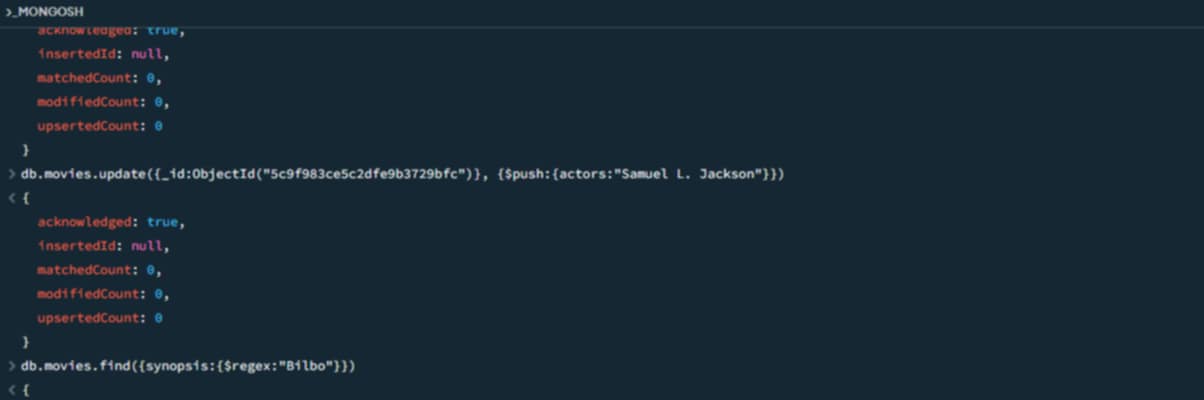 >_MONGOSH
acknowledged: true,
insertedId: null,
matchedCount: 0,
modifiedCount: 0,
upsertedCount: 0
}
> db.movies.update({_id:ObjectId("5c9f983ce5c2dfe9b3729bfc")}, {$push:{actors:"Samuel L. Jackson"}})
< {
acknowledged: true,
insertedId: null,
matchedCount: 0,
modifiedCount: 0,
upsertedCount: 0
}
> db.movies.find({synopsis:{$regex:"Bilbo"}})
< {